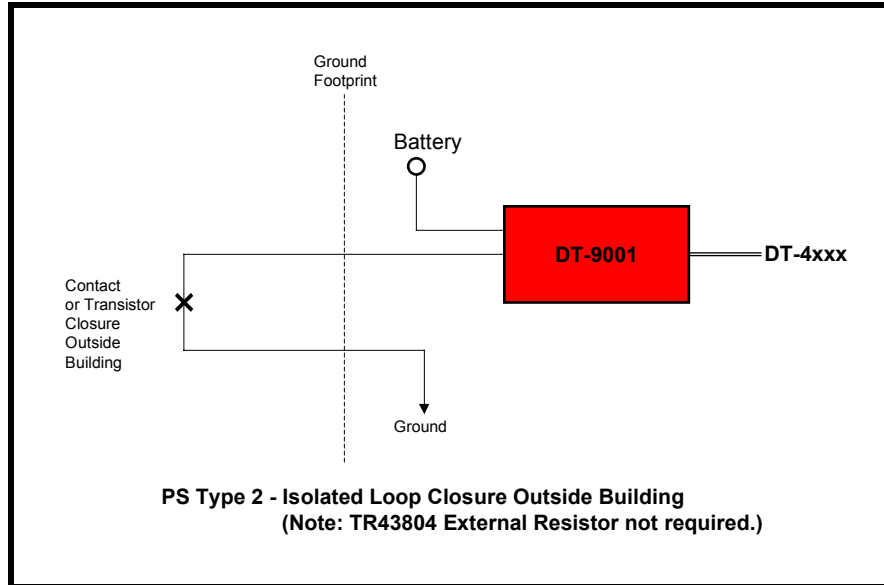 Ground
Footprint
Battery
DT-9001
DT-4xxx
Contact
or Transistor
Closure
Outside
Building
Ground
PS Type 2 - Isolated Loop Closure Outside Building
(Note: TR43804 External Resistor not required.)